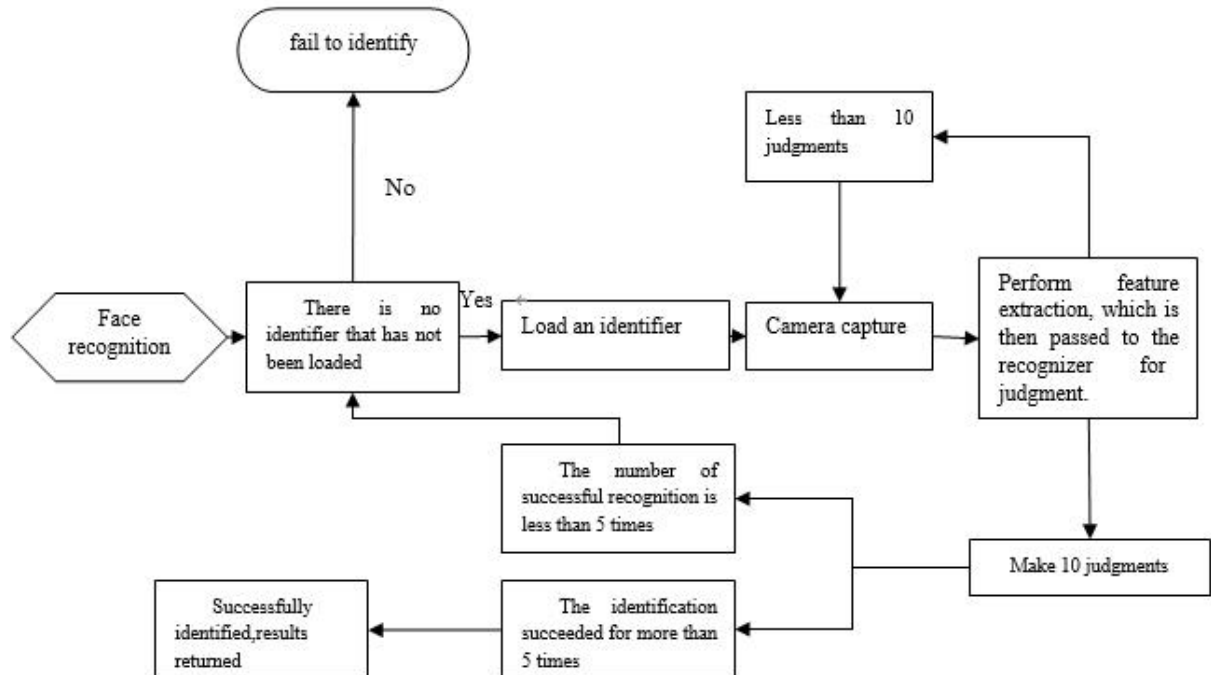 fail to identify
Less than 10
judgments
No
Face
recognition
There is no
identifier that has not
been loaded
Yes
Load an identifier
Camera capture
Perform feature
extraction, which is
then passed to the
recognizer for
judgment.
The number of
successful recognition is
less than 5 times
Make 10 judgments
Successfully
identified,results
returned
The identification
succeeded for more than
5 times